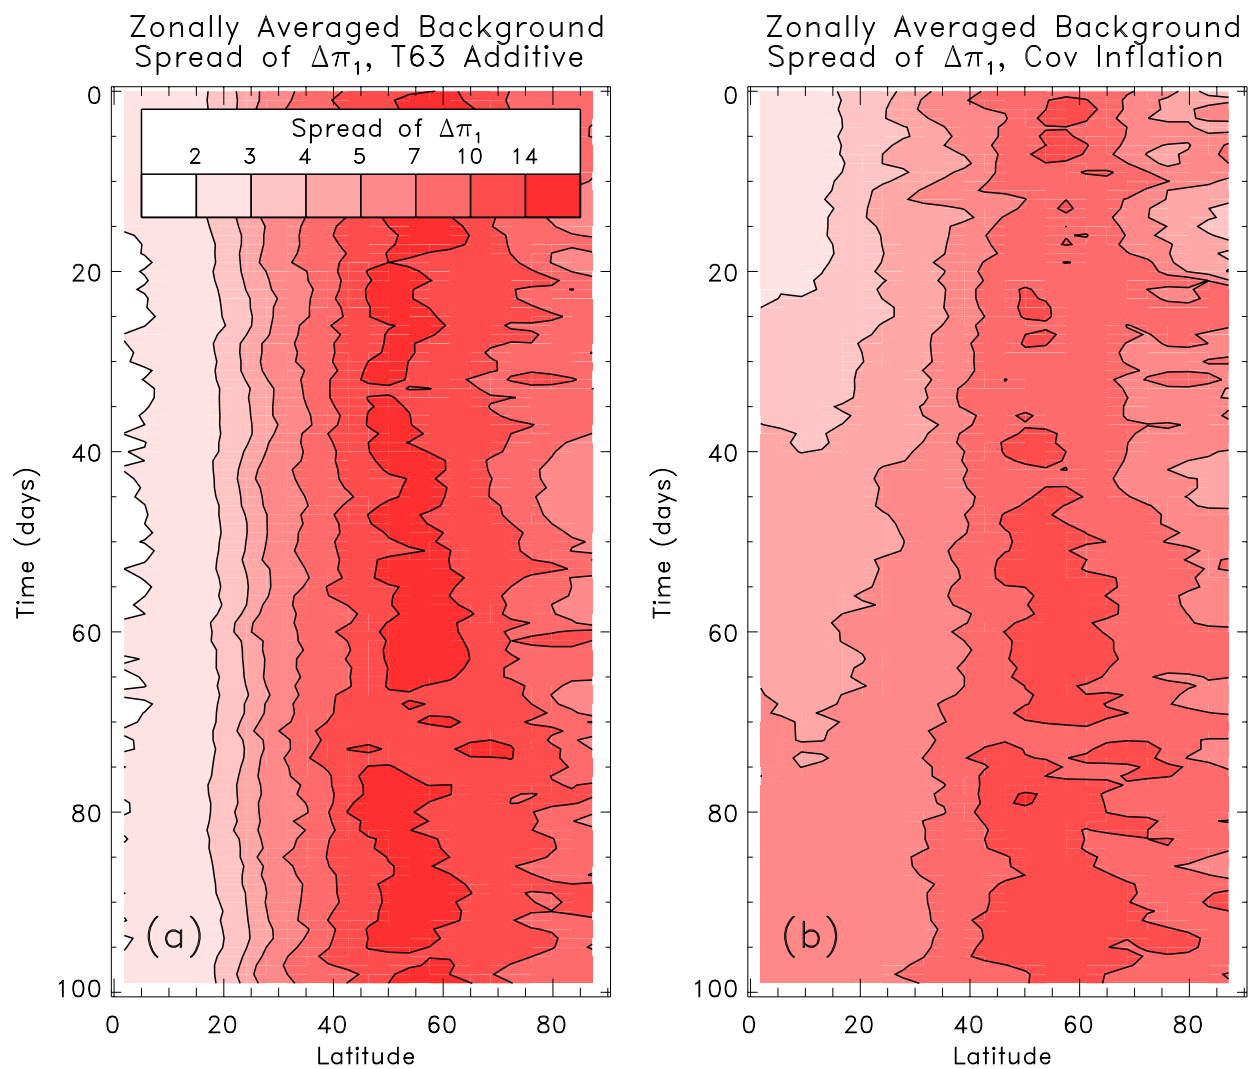 Zonally Averaged Background
Spread of Δπ₁, T63 Additive
Spread of Δπ₁
2 3 4 5 7 10 14
0
20
40
60
80
100
Time (days)
(a)
0 20 40 60 80
Latitude
Zonally Averaged Background
Spread of Δπ₁, Cov Inflation
0
20
40
60
80
100
Time (days)
(b)
0 20 40 60 80
Latitude